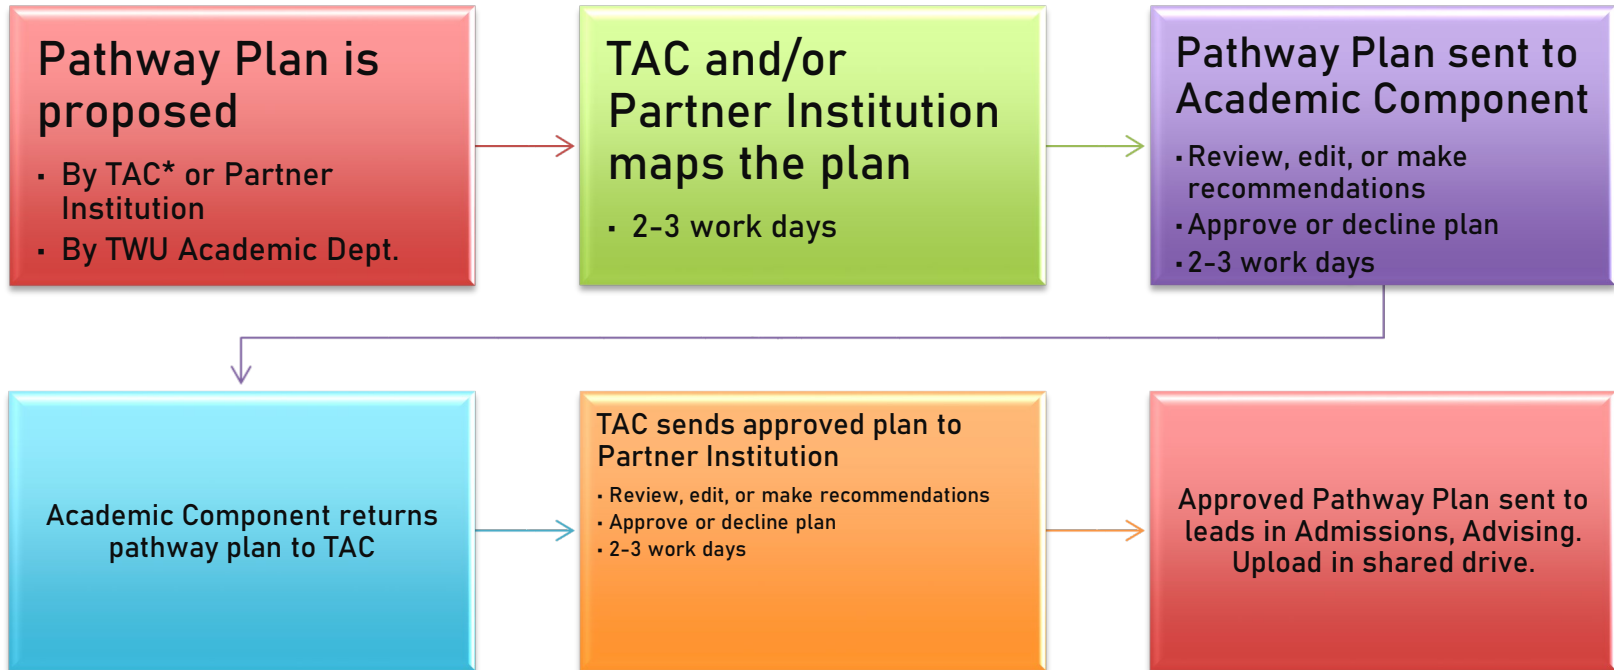 Pathway Plan is
proposed
▪ By TAC* or Partner
Institution
▪ By TWU Academic Dept.
TAC and/or
Partner Institution
maps the plan
▪ 2-3 work days
Pathway Plan sent to
Academic Component
▪ Review, edit, or make
recommendations
▪ Approve or decline plan
▪ 2-3 work days
Academic Component returns
pathway plan to TAC
TAC sends approved plan to
Partner Institution
▪ Review, edit, or make recommendations
▪ Approve or decline plan
▪ 2-3 work days
Approved Pathway Plan sent to
leads in Admissions, Advising.
Upload in shared drive.